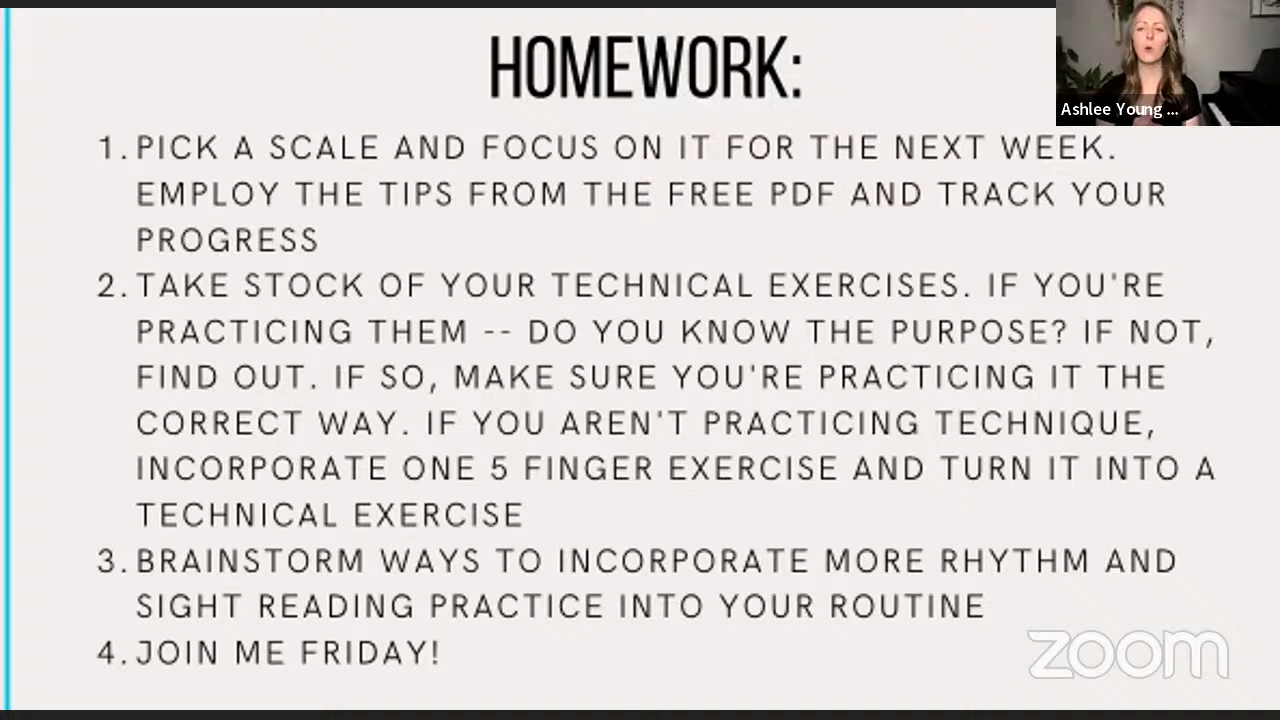 HOMEWORK:
Ashlee Young ...
1. PICK A SCALE AND FOCUS ON IT FOR THE NEXT WEEK.
EMPLOY THE TIPS FROM THE FREE PDF AND TRACK YOUR
PROGRESS
2. TAKE STOCK OF YOUR TECHNICAL EXERCISES. IF YOU'RE
PRACTICING THEM -- DO YOU KNOW THE PURPOSE? IF NOT,
FIND OUT. IF SO, MAKE SURE YOU'RE PRACTICING IT THE
CORRECT WAY. IF YOU AREN'T PRACTICING TECHNIQUE,
INCORPORATE ONE 5 FINGER EXERCISE AND TURN IT INTO A
TECHNICAL EXERCISE
3. BRAINSTORM WAYS TO INCORPORATE MORE RHYTHM AND
SIGHT READING PRACTICE INTO YOUR ROUTINE
4. JOIN ME FRIDAY!
zoom